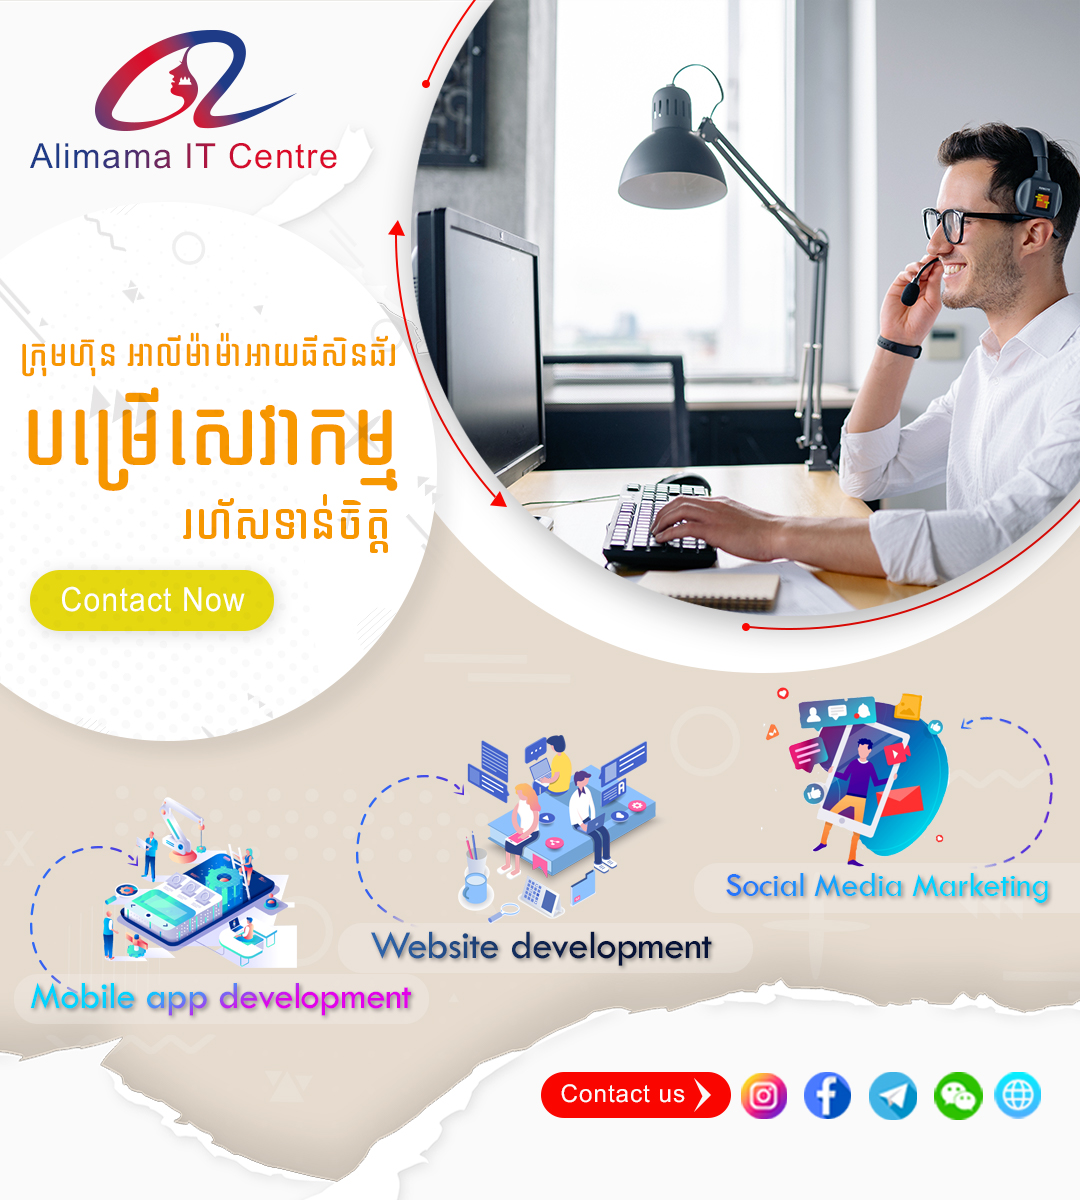 Alimama IT Centre
ក្រុមហ៊ុន អាលីម៉ាម៉ាអាយធីសិនធ័រ
បម្រើសេវាកម្ម
រហ័សទាន់ចិត្ត
Contact Now
Social Media Marketing
Website development
Mobile app development
Contact us